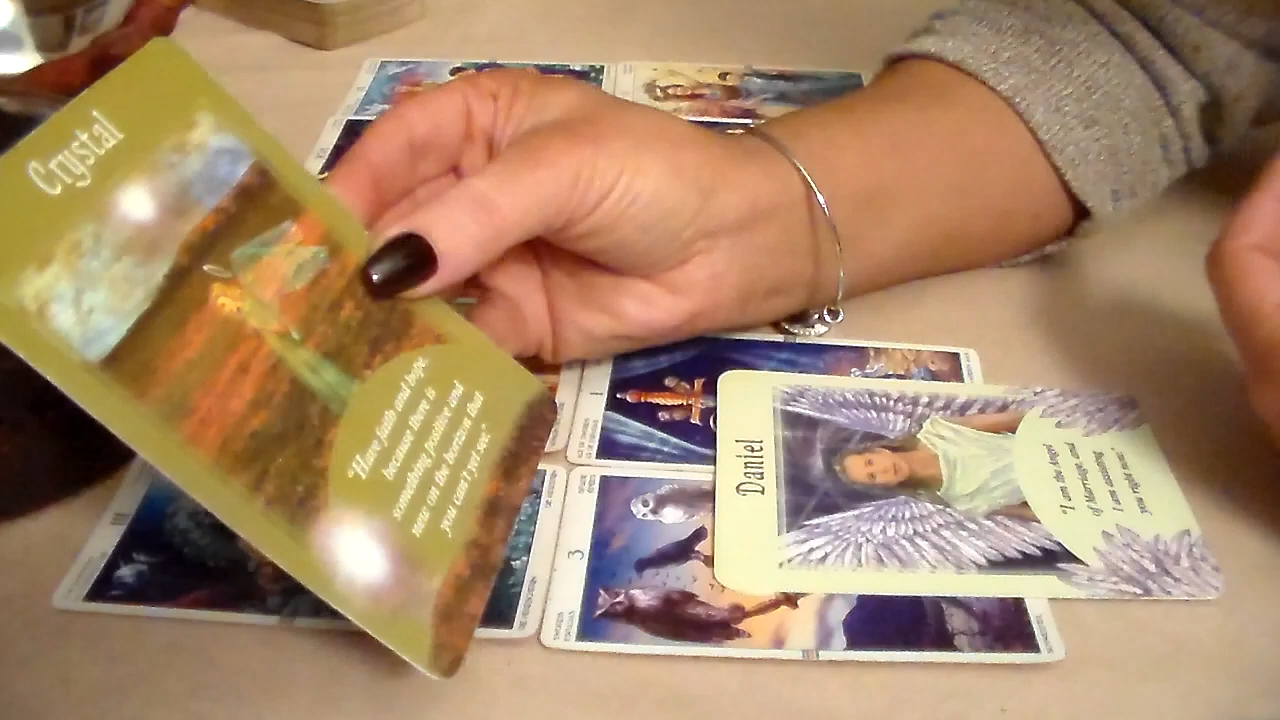 Crystal
"Have faith and hope,
because there is
something positive and
new on the horizon that
you can't yet see."
Daniel
"I am the Angel
of Marriage, and
I am assisting
you right now."
1
3